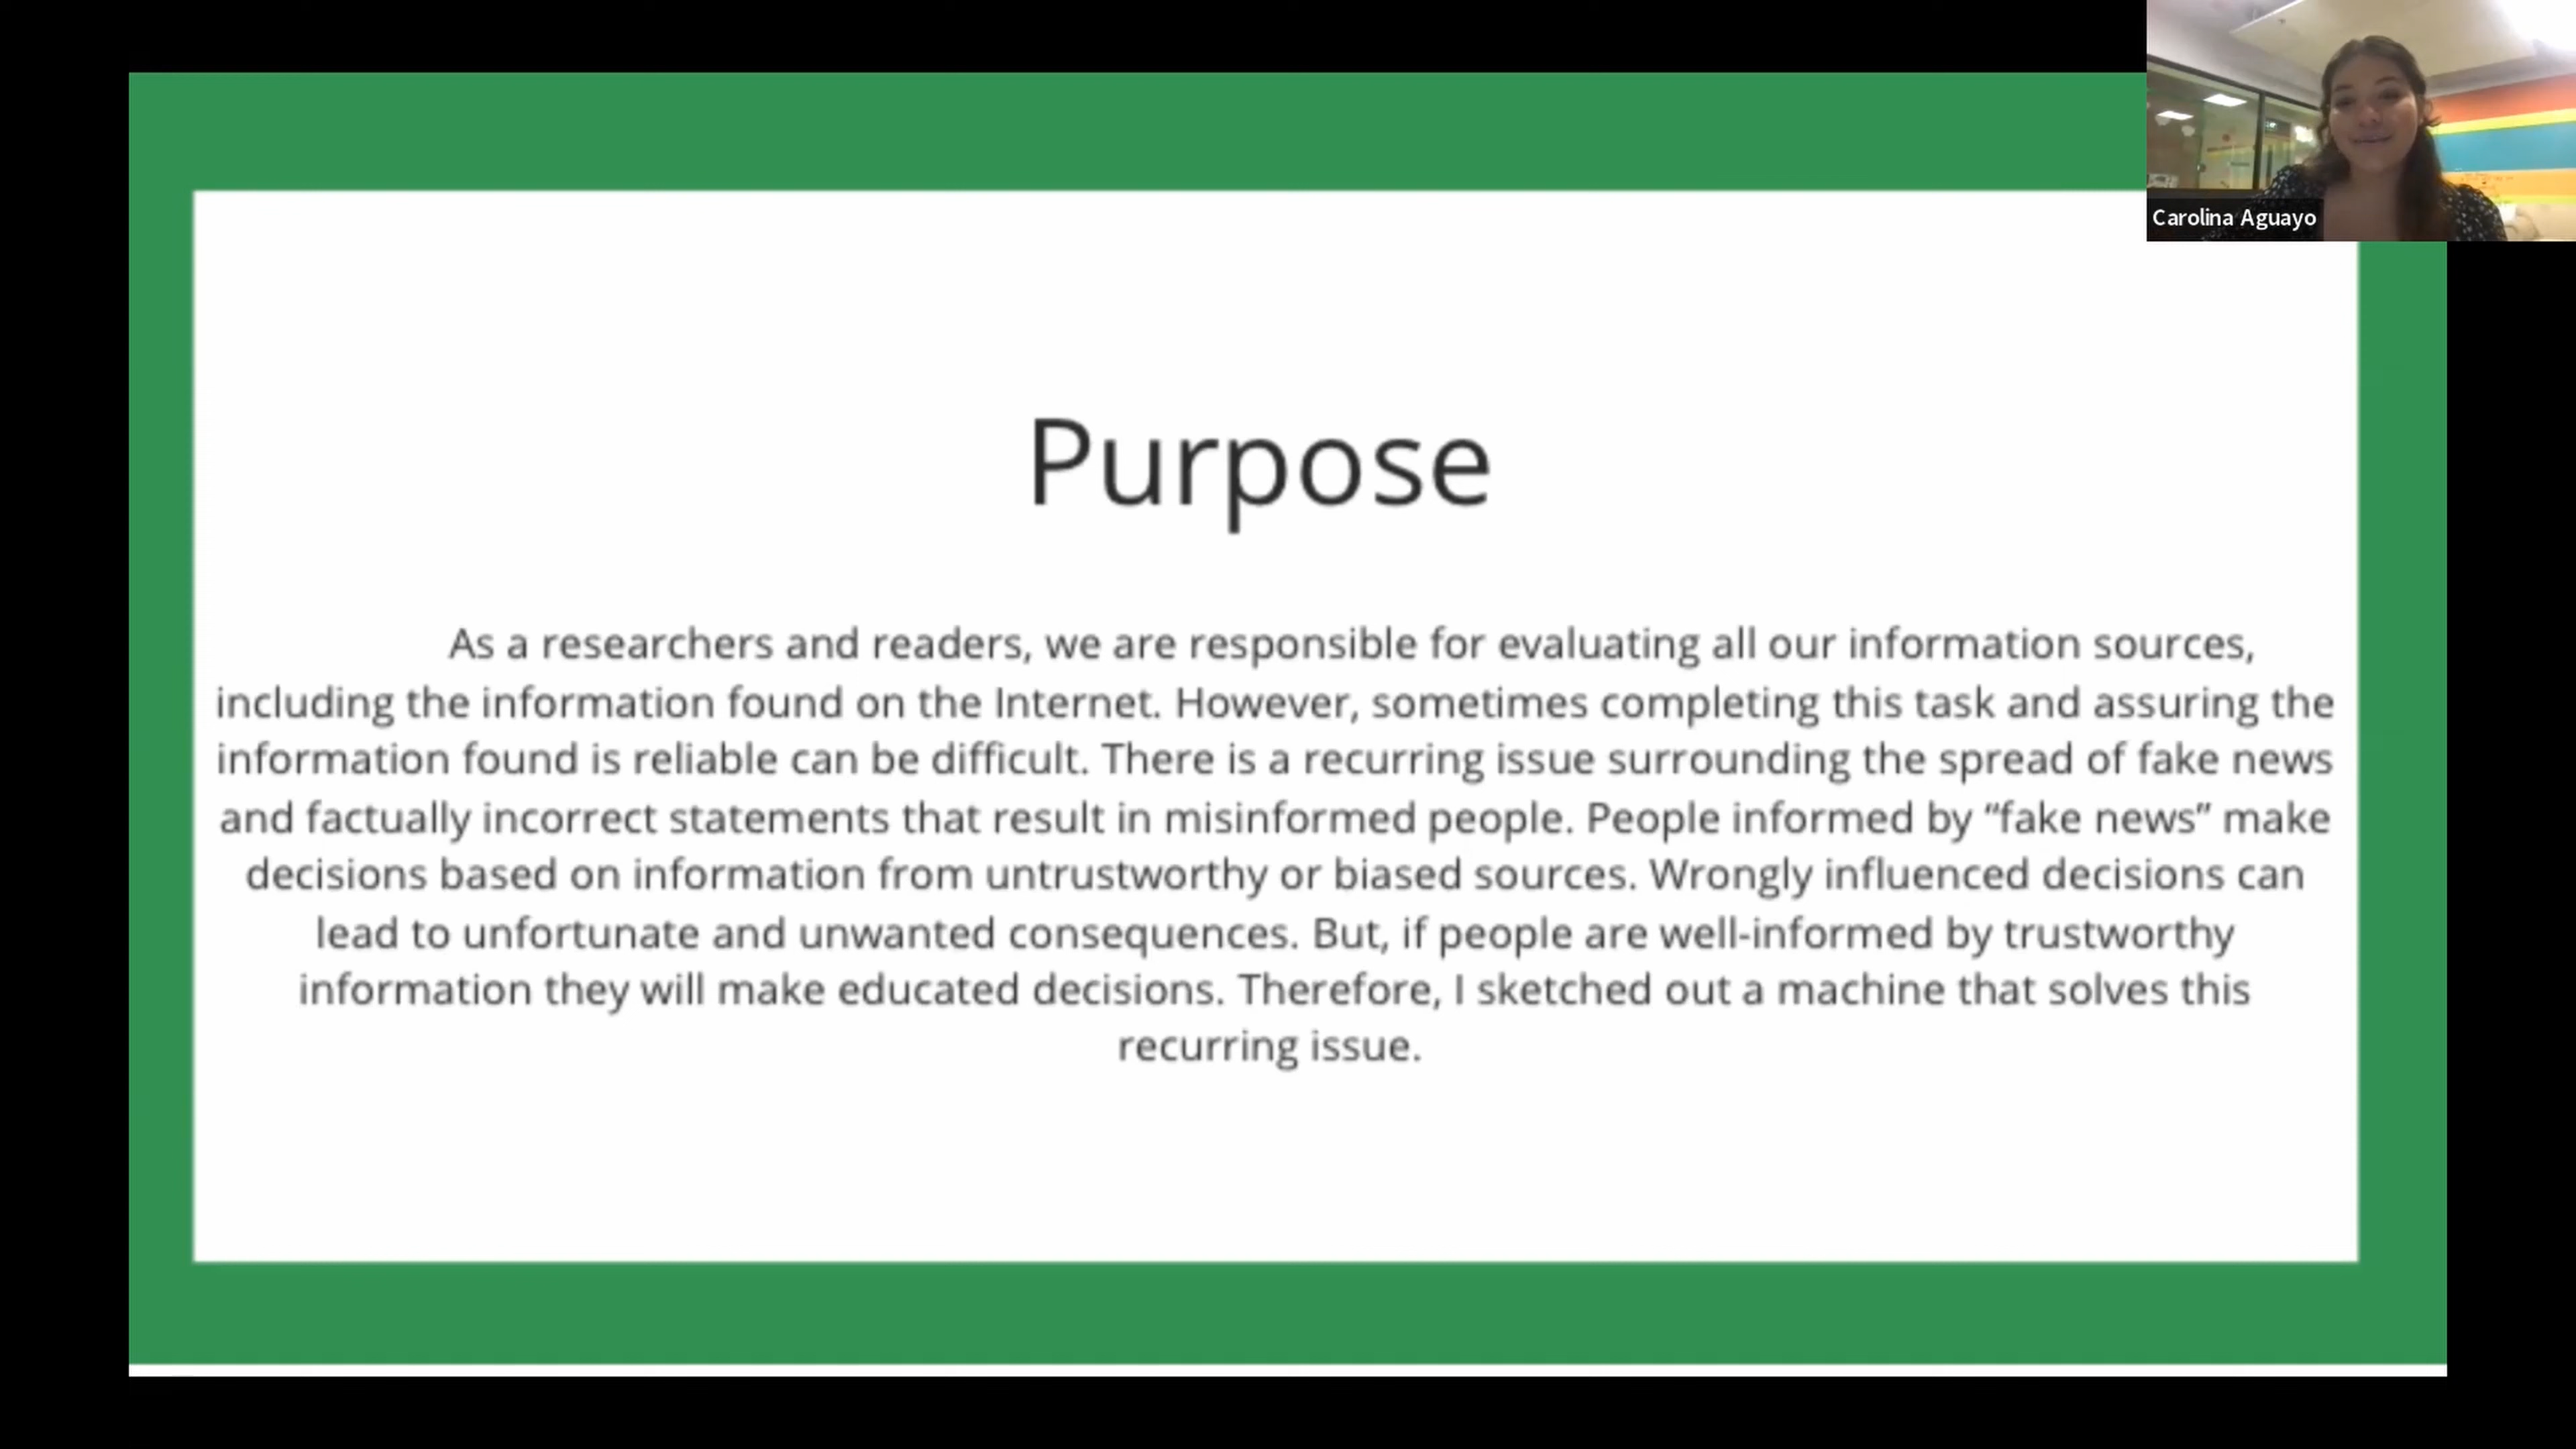 Carolina Aguayo
Purpose
As a researchers and readers, we are responsible for evaluating all our information sources,
including the information found on the Internet. However, sometimes completing this task and assuring the
information found is reliable can be difficult. There is a recurring issue surrounding the spread of fake news
and factually incorrect statements that result in misinformed people. People informed by “fake news” make
decisions based on information from untrustworthy or biased sources. Wrongly influenced decisions can
lead to unfortunate and unwanted consequences. But, if people are well-informed by trustworthy
information they will make educated decisions. Therefore, I sketched out a machine that solves this
recurring issue.